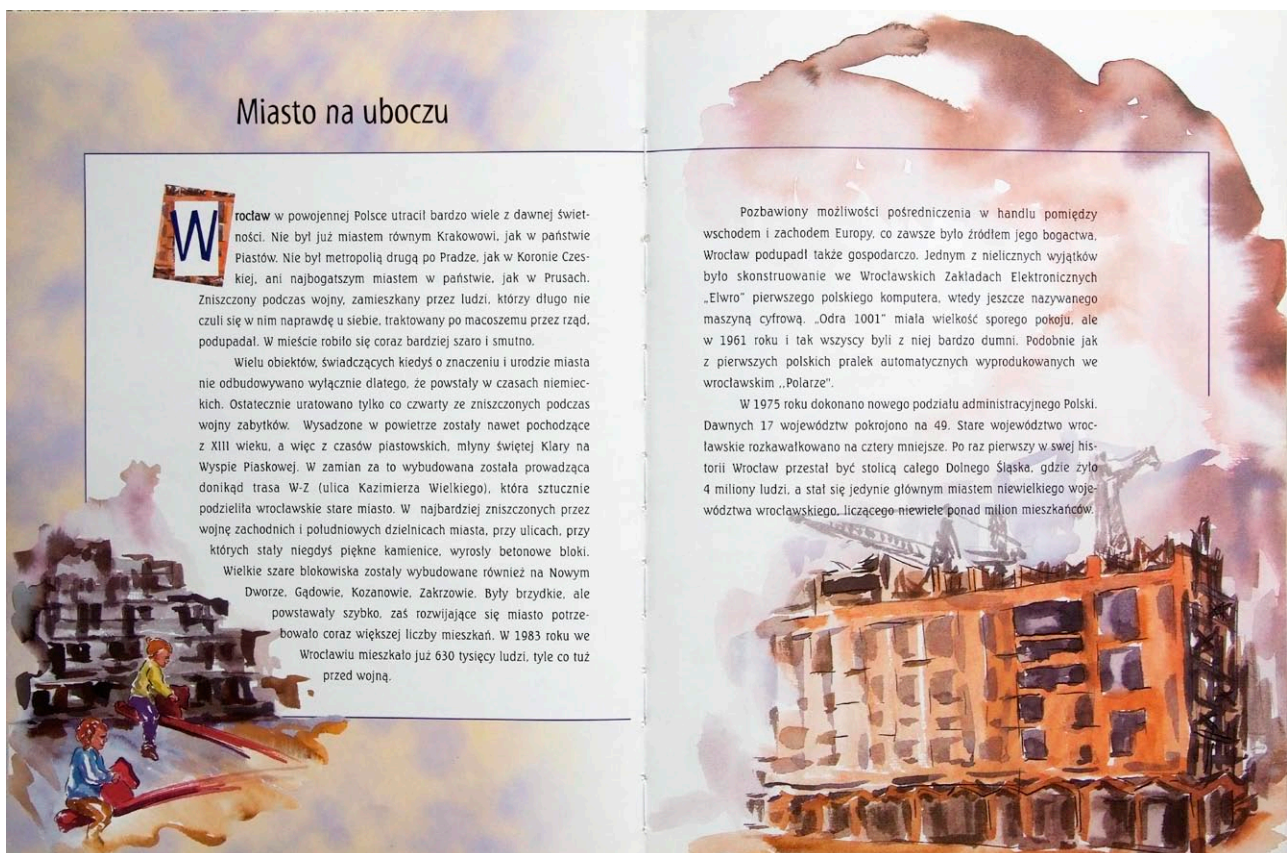 Miasto na uboczu
Wrocław w powojennej Polsce utracił bardzo wiele z dawnej świet-
ności. Nie był już miastem równym Krakowowi, jak w państwie
Piastów. Nie był metropolią drugą po Pradze, jak w Koronie Czes-
kiej, ani najbogatszym miastem w państwie, jak w Prusach.
Zniszczony podczas wojny, zamieszkany przez ludzi, którzy długo nie
czuli się w nim naprawdę u siebie, traktowany po macoszemu przez rząd,
podupadał. W mieście robiło się coraz bardziej szaro i smutno.
Wielu obiektów, świadczących kiedyś o znaczeniu i urodzie miasta
nie odbudowywano wyłącznie dlatego, że powstały w czasach niemiec-
kich. Ostatecznie uratowano tylko co czwarty ze zniszczonych podczas
wojny zabytków. Wysadzone w powietrze zostały nawet pochodzące
z XIII wieku, a więc z czasów piastowskich, młyny świętej Klary na
Wyspie Piaskowej. W zamian za to wybudowana została prowadząca
donikąd trasa W-Z (ulica Kazimierza Wielkiego), która sztucznie
podzieliła wrocławskie stare miasto. W najbardziej zniszczonych przez
wojnę zachodnich i południowych dzielnicach miasta, przy ulicach, przy
których stały niegdyś piękne kamienice, wyrosły betonowe bloki.
Wielkie szare blokowiska zostały wybudowane również na Nowym
Dworze, Gądowie, Kozanowie, Zakrzowie. Były brzydkie, ale
powstawały szybko, zaś rozwijające się miasto potrze-
bowało coraz większej liczby mieszkań. W 1983 roku we
Wrocławiu mieszkało już 630 tysięcy ludzi, tyle co tuż
przed wojną.
Pozbawiony możliwości pośredniczenia w handlu pomiędzy
wschodem i zachodem Europy, co zawsze było źródłem jego bogactwa,
Wrocław podupadł także gospodarczo. Jednym z nielicznych wyjątków
było skonstruowanie we Wrocławskich Zakładach Elektronicznych
„Elwro" pierwszego polskiego komputera, wtedy jeszcze nazywanego
maszyną cyfrową. „Odra 1001" miała wielkość sporego pokoju, ale
w 1961 roku i tak wszyscy byli z niej bardzo dumni. Podobnie jak
z pierwszych polskich pralek automatycznych wyprodukowanych we
wrocławskim „Polarze".
W 1975 roku dokonano nowego podziału administracyjnego Polski.
Dawnych 17 województw pokrojono na 49. Stare województwo wroc-
ławskie rozkawałkowano na cztery mniejsze. Po raz pierwszy w swej his-
torii Wrocław przestał być stolicą całego Dolnego Śląska, gdzie żyło
4 miliony ludzi, a stał się jedynie głównym miastem niewielkiego woje-
wództwa wrocławskiego, liczącego niewiele ponad milion mieszkańców.